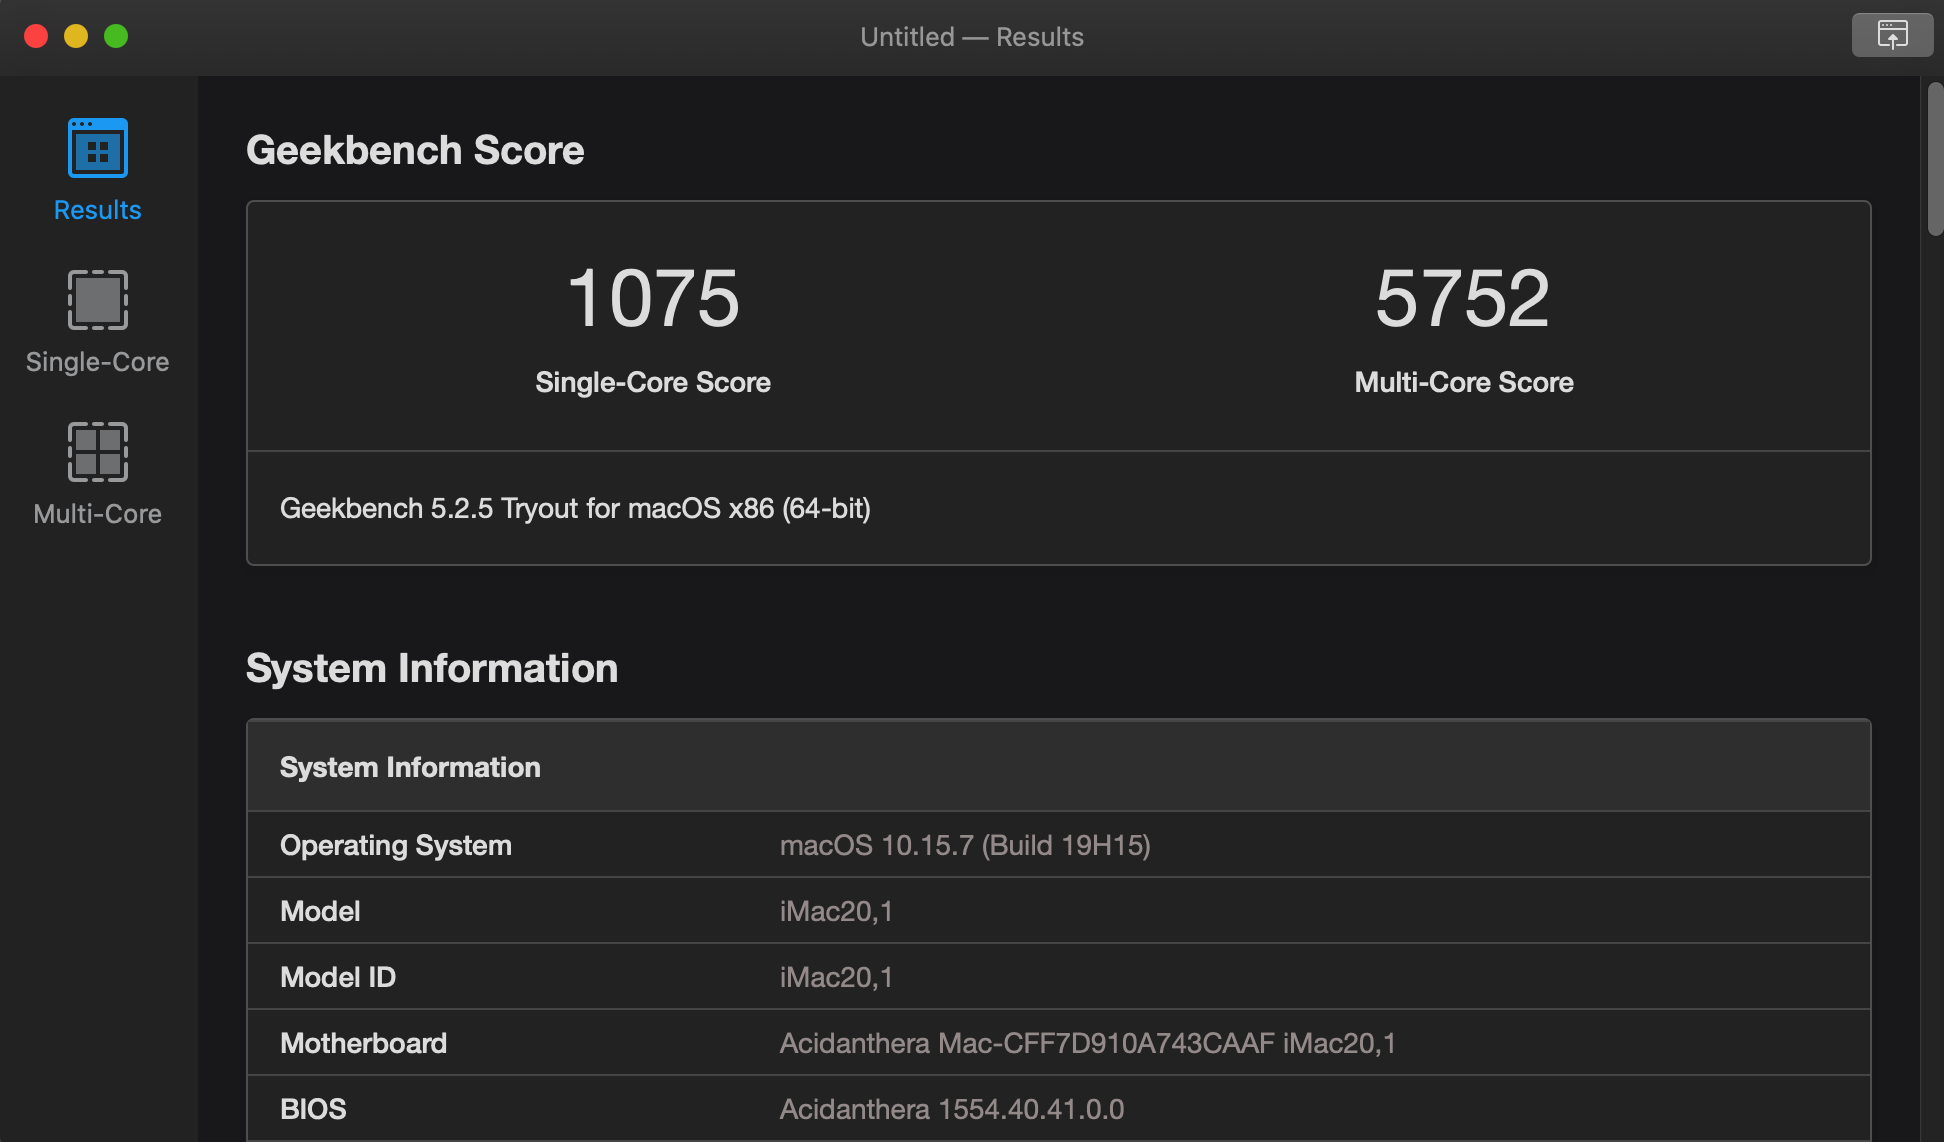 Untitled — Results
Results
Single-Core
Multi-Core
Geekbench Score
1075
5752
Single-Core Score
Multi-Core Score
Geekbench 5.2.5 Tryout for macOS x86 (64-bit)
System Information
System Information
Operating System macOS 10.15.7 (Build 19H15)
Model iMac20,1
Model ID iMac20,1
Motherboard Acidanthera Mac-CFF7D910A743CAAF iMac20,1
BIOS Acidanthera 1554.40.41.0.0